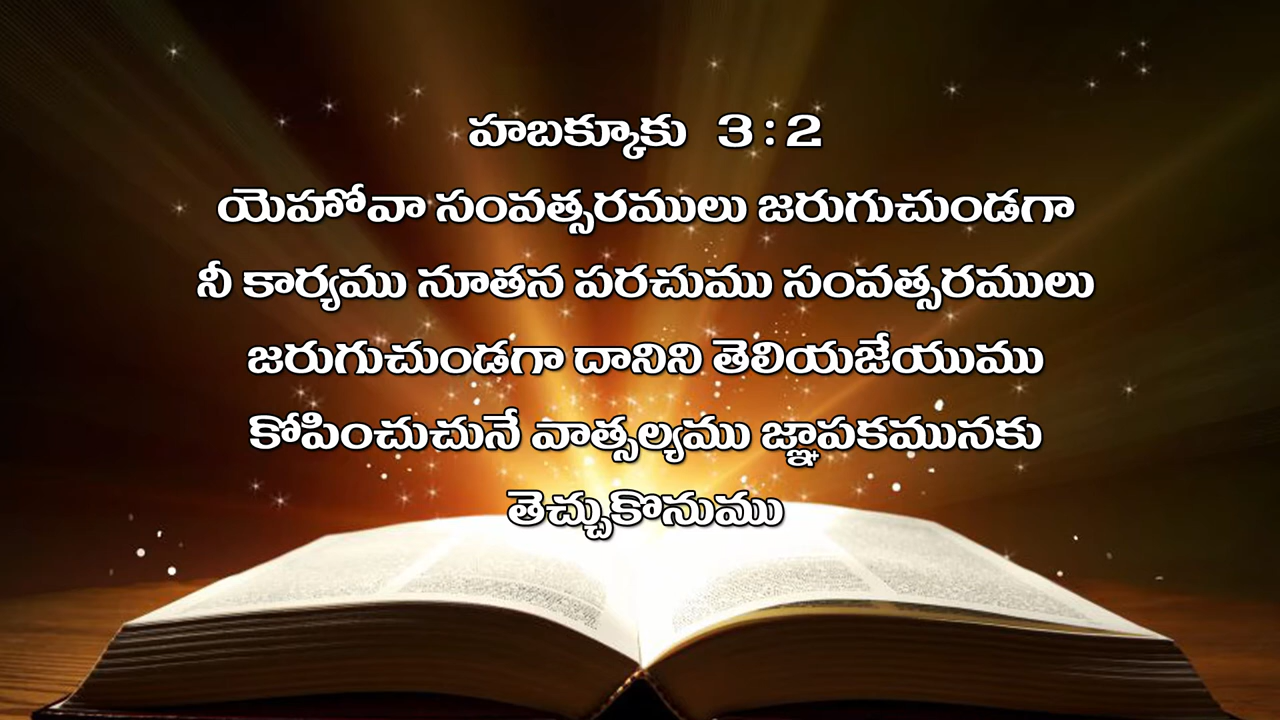 హబక్కూకు 3 : 2
యెహోవా సంవత్సరములు జరుగుచుండగా
నీ కార్యము నూతన పరచుము సంవత్సరములు
జరుగుచుండగా దానిని తెలియజేయుము
కోపించుచునే వాత్సల్యము జ్ఞాపకమునకు
తెచ్చుకొనుము